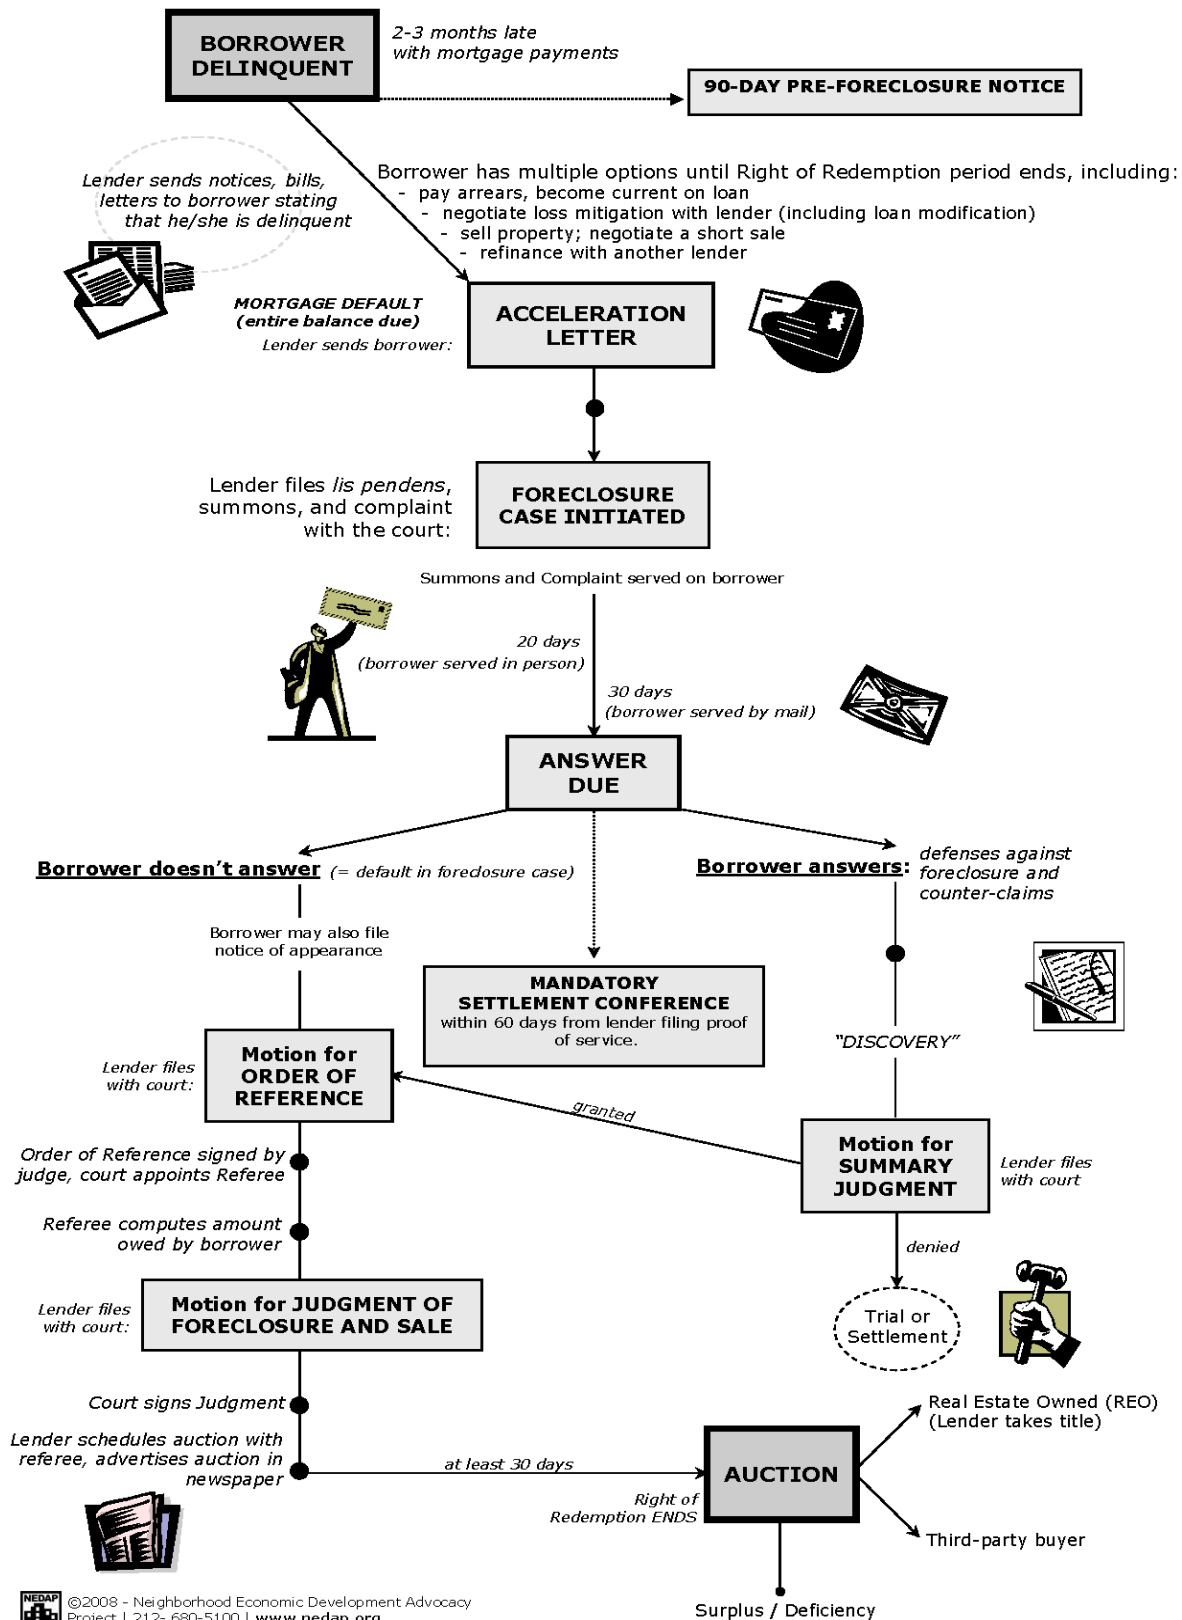 BORROWER
DELINQUENT
2-3 months late
with mortgage payments
90-DAY PRE-FORECLOSURE NOTICE
Lender sends notices, bills,
letters to borrower stating
that he/she is delinquent
Borrower has multiple options until Right of Redemption period ends, including:
- pay arrears, become current on loan
- negotiate loss mitigation with lender (including loan modification)
- sell property; negotiate a short sale
- refinance with another lender
MORTGAGE DEFAULT
(entire balance due)
Lender sends borrower:
ACCELERATION
LETTER
Lender files lis pendens,
summons, and complaint
with the court:
FORECLOSURE
CASE INITIATED
Summons and Complaint served on borrower
20 days
(borrower served in person)
30 days
(borrower served by mail)
ANSWER
DUE
Borrower doesn't answer (= default in foreclosure case)
Borrower answers:
defenses against
foreclosure and
counter-claims
Borrower may also file
notice of appearance
MANDATORY
SETTLEMENT CONFERENCE
within 60 days from lender filing proof
of service.
"DISCOVERY"
Lender files
with court:
Motion for
ORDER OF
REFERENCE
granted
Motion for
SUMMARY
JUDGMENT
Lender files
with court
Order of Reference signed by
judge, court appoints Referee
Referee computes amount
owed by borrower
denied
Trial or
Settlement
Lender files
with court:
Motion for JUDGMENT OF
FORECLOSURE AND SALE
Court signs Judgment
Lender schedules auction with
referee, advertises auction in
newspaper
at least 30 days
Right of
Redemption ENDS
AUCTION
Real Estate Owned (REO)
(Lender takes title)
Third-party buyer
Surplus / Deficiency
NEDAP
©2008 - Neighborhood Economic Development Advocacy
Project | 212- 680-5100 | www.nedap.org